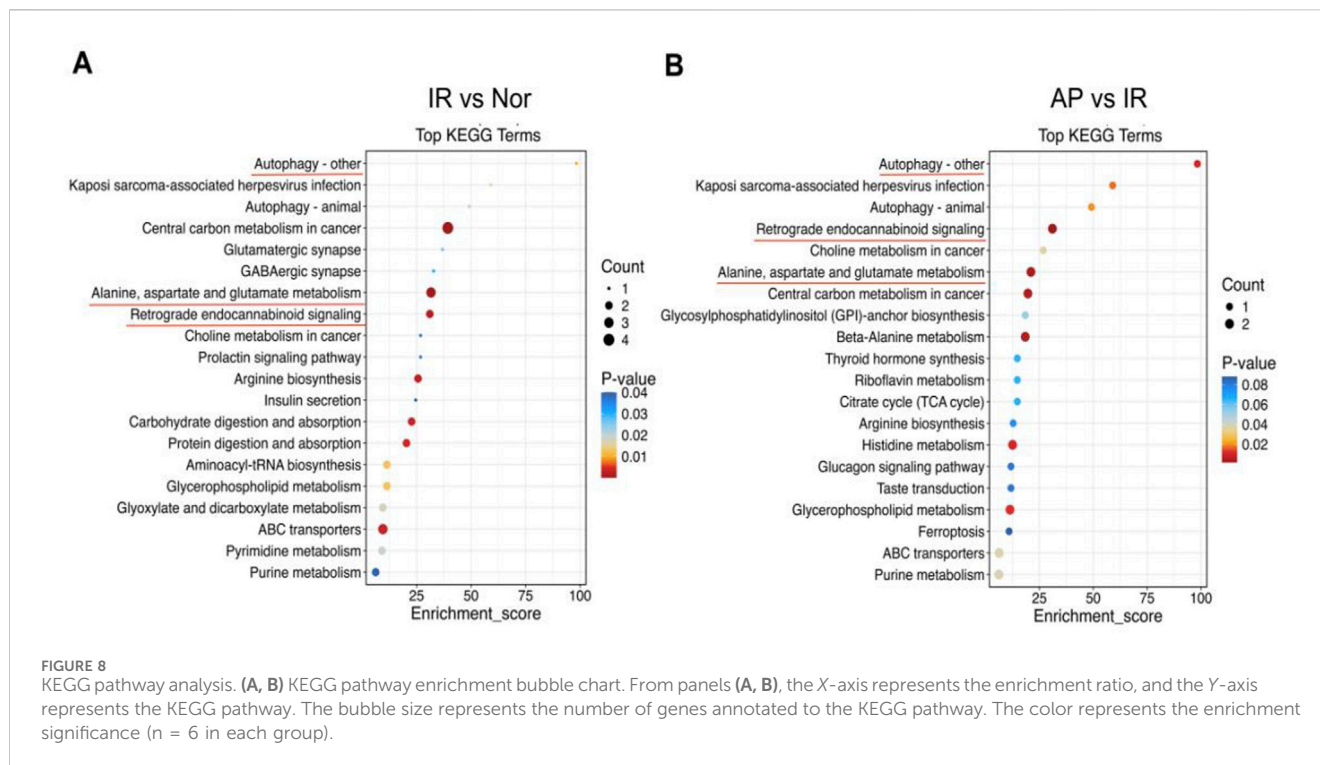 A
IR vs Nor
Top KEGG Terms
Autophagy - other
Kaposi sarcoma-associated herpesvirus infection
Autophagy - animal
Central carbon metabolism in cancer
Glutamatergic synapse
GABAergic synapse
Alanine, aspartate and glutamate metabolism
Retrograde endocannabinoid signaling
Choline metabolism in cancer
Prolactin signaling pathway
Arginine biosynthesis
Insulin secretion
Carbohydrate digestion and absorption
Protein digestion and absorption
Aminoacyl-tRNA biosynthesis
Glycerophospholipid metabolism
Glyoxylate and dicarboxylate metabolism
ABC transporters
Pyrimidine metabolism
Purine metabolism
25 50 75 100
Enrichment_score
Count
1
2
3
4
P-value
0.04
0.03
0.02
0.01
B
AP vs IR
Top KEGG Terms
Autophagy - other
Kaposi sarcoma-associated herpesvirus infection
Autophagy - animal
Retrograde endocannabinoid signaling
Choline metabolism in cancer
Alanine, aspartate and glutamate metabolism
Central carbon metabolism in cancer
Glycosylphosphatidylinositol (GPI)-anchor biosynthesis
Beta-Alanine metabolism
Thyroid hormone synthesis
Riboflavin metabolism
Citrate cycle (TCA cycle)
Arginine biosynthesis
Histidine metabolism
Glucagon signaling pathway
Taste transduction
Glycerophospholipid metabolism
Ferroptosis
ABC transporters
Purine metabolism
25 50 75 100
Enrichment_score
Count
1
2
P-value
0.08
0.06
0.04
0.02
FIGURE 8
KEGG pathway analysis. (A, B) KEGG pathway enrichment bubble chart. From panels (A, B), the X-axis represents the enrichment ratio, and the Y-axis
represents the KEGG pathway. The bubble size represents the number of genes annotated to the KEGG pathway. The color represents the enrichment
significance (n = 6 in each group).